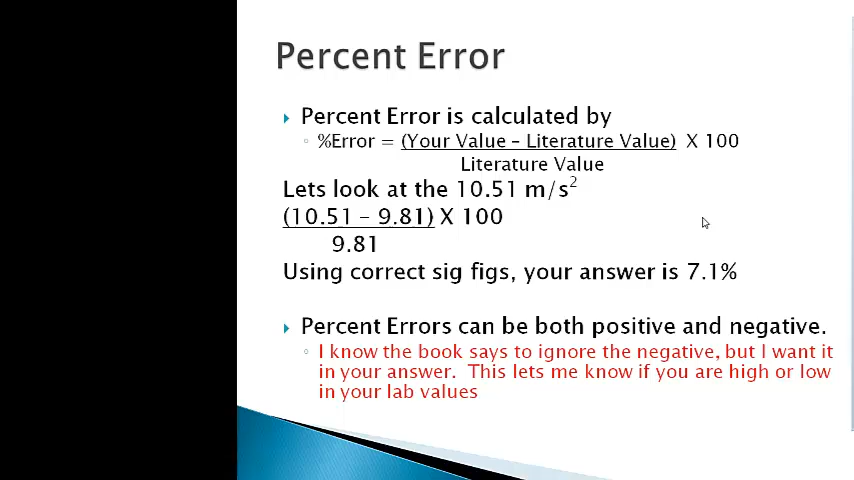 Percent Error
Percent Error is calculated by
%Error = (Your Value – Literature Value) X 100
Literature Value
Lets look at the 10.51 m/s²
(10.51 – 9.81) X 100
9.81
Using correct sig figs, your answer is 7.1%
Percent Errors can be both positive and negative.
I know the book says to ignore the negative, but I want it
in your answer. This lets me know if you are high or low
in your lab values